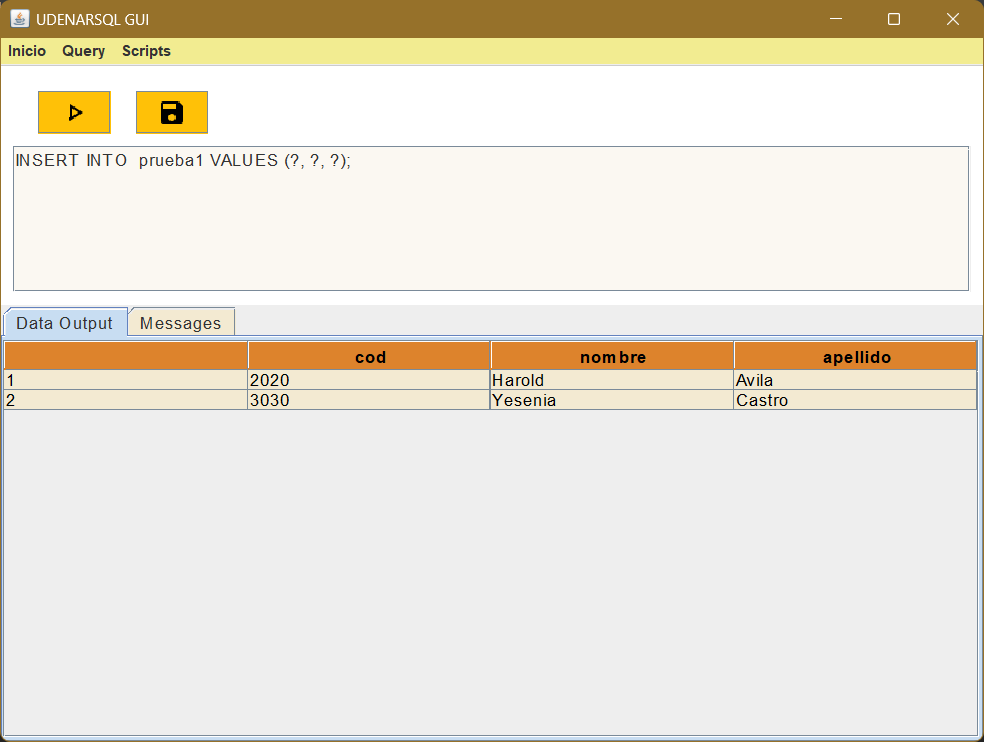 UDENARSQL GUI
Inicio Query Scripts
INSERT INTO  prueba1 VALUES (?, ?, ?);
Data Output Messages
cod nombre apellido
1 2020 Harold Avila
2 3030 Yesenia Castro